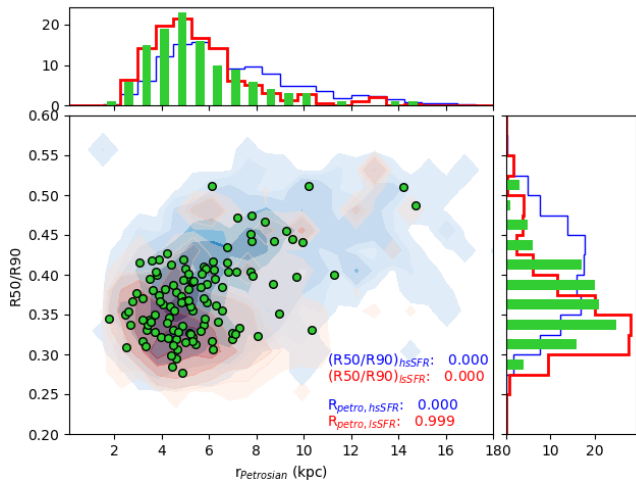 20
10
0
0.60
0.55
0.50
0.45
0.40
0.35
0.30
0.25
0.20
R50/R90
(R50/R90)hsSFR: 0.000
(R50/R90)lsSFR: 0.000
Rpetro,hsSFR: 0.000
Rpetro,lsSFR: 0.999
2 4 6 8 10 12 14 16 18
0 10 20
rPetrosian (kpc)